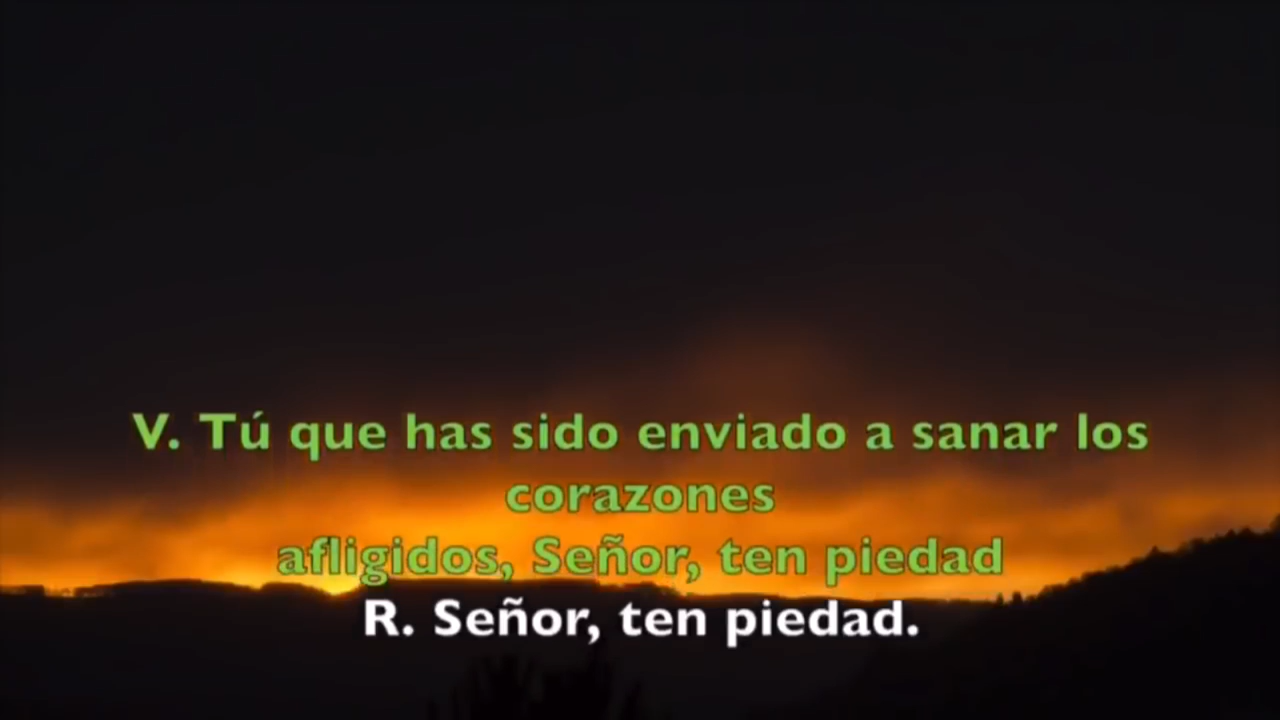 V. Tú que has sido enviado a sanar los
corazones
afligidos, Señor, ten piedad
R. Señor, ten piedad.